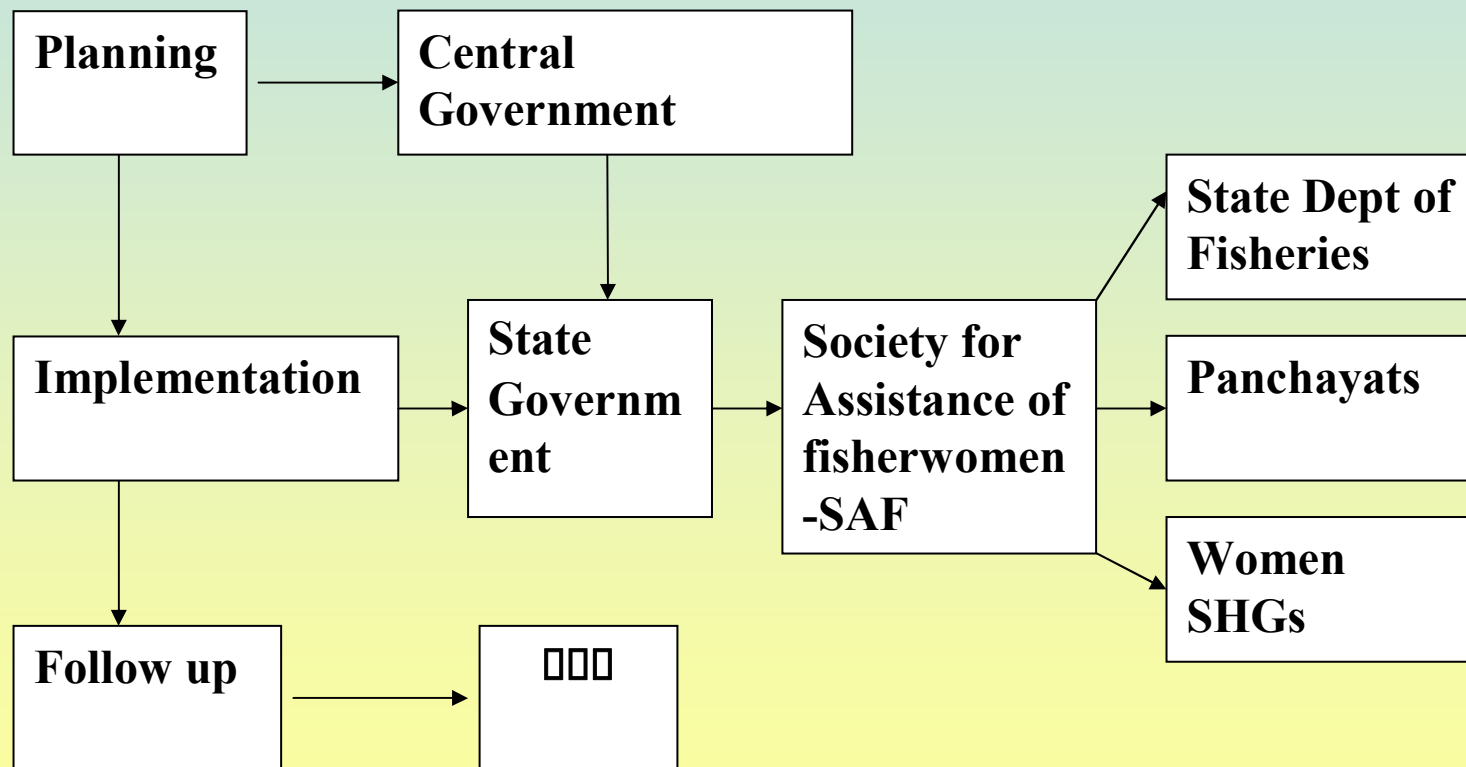 Planning
Central
Government
State Dept of
Fisheries
Implementation
State
Governm
ent
Society for
Assistance of
fisherwomen
-SAF
Panchayats
Women
SHGs
Follow up